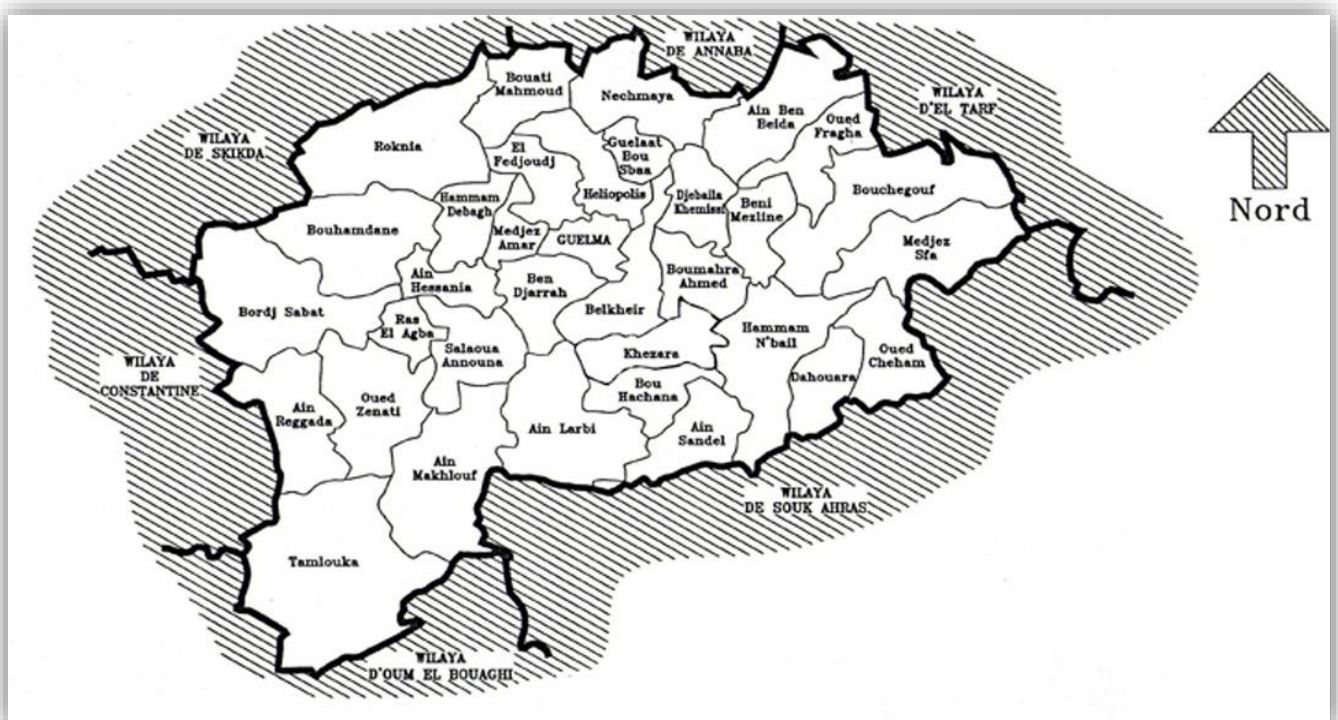 WILAYA
DE ANNABA
WILAYA
D'EL TARF
WILAYA
DE SKIKDA
Nord
Bouati
Mahmoud
Nechmaya
Ain Ben
Beida
Oued
Fragha
Roknia
El
Fedjoudj
Guelaat
Bou
Sbaa
Heliopolis
Djebaila
Khemissi
Beni
Mezline
Bouchegouf
Hammam
Debagh
Bouhamdane
Medjez
Amar
GUELMA
Medjez
Sfa
Ain
Hessania
Ben
Djarrah
Boumahra
Ahmed
Bordj Sabat
Ras
El Agba
Belkheir
Hammam
N'bail
Salaoua
Announa
Khezara
Oued
Cheham
WILAYA
DE
CONSTANTINE
Dahouara
Bou
Hachana
Ain
Reggada
Oued
Zenati
Ain Larbi
Ain
Sandel
Ain
Makhlouf
WILAYA
DE SOUK AHRAS
Tamlouka
WILAYA
D'OUM EL BOUAGHI